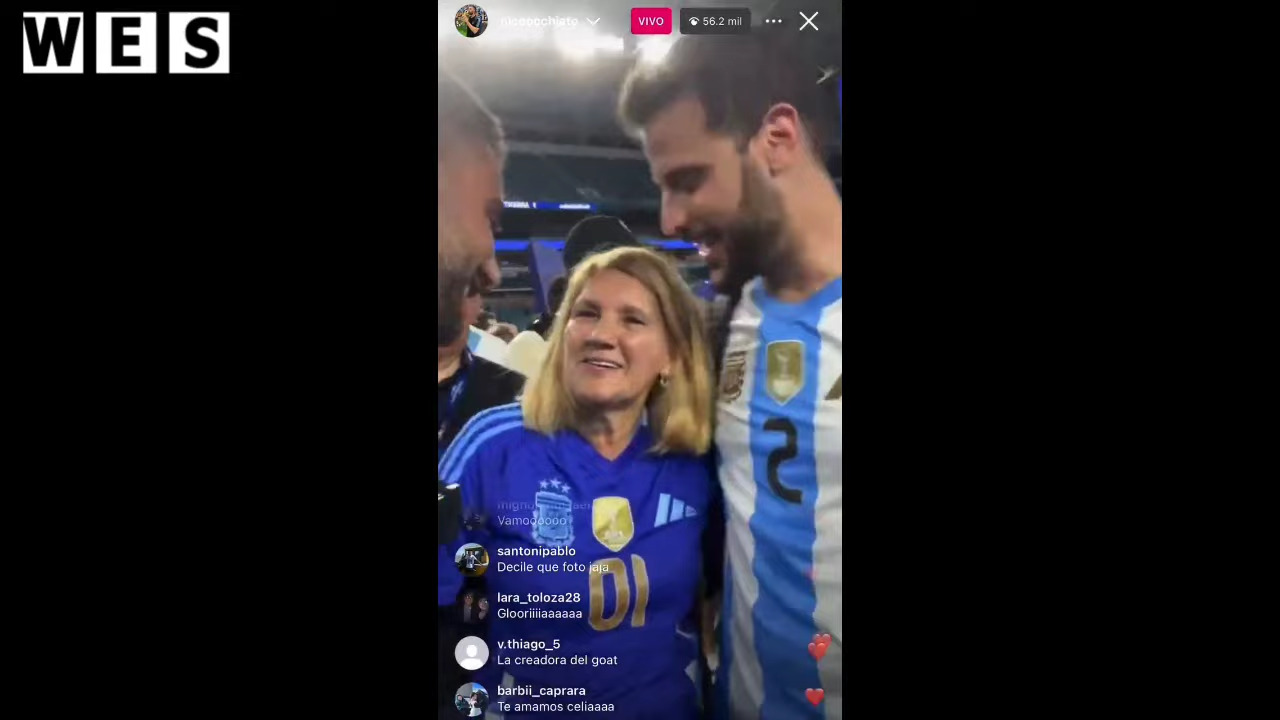 WES
VIVO
56.2 mil
Vamooooo
santonipablo
Decile que foto jaja
lara_toloza28
Glooriiiiaaaaaa
v.thiago_5
La creadora del goat
barbii_caprara
Te amamos celiaaaa